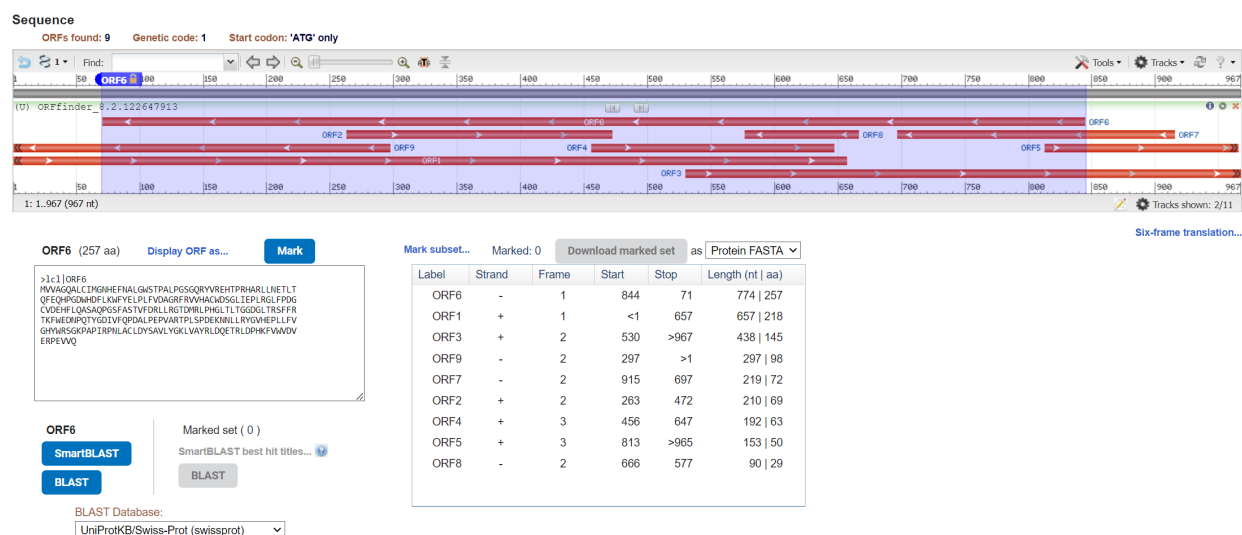 Sequence
ORFs found: 9 Genetic code: 1 Start codon: 'ATG' only
1 Find: Tools Tracks ?
1 50 ORF6 100 150 200 250 300 350 400 450 500 550 600 650 700 750 800 850 900 967
(U) ORFfinder_8.2.122647913
ORF6 ORF6
ORF2 ORF8 ORF7
ORF9 ORF4 ORF5
ORF1
ORF3
1 50 100 150 200 250 300 350 400 450 500 550 600 650 700 750 800 850 900 967
1: 1..967 (967 nt) Tracks shown: 2/11
Six-frame translation...
ORF6 (257 aa) Display ORF as... Mark
Mark subset... Marked: 0 Download marked set as Protein FASTA
>lcl|ORF6
MVVAGQALCIMGNHEFNALGWSTPALPGSGQRYVREHTPRHARLLNETLT
QFEQHPGDWHDFLKWFYELPLFVDAGRFRVVHACWDSGLIEPLRGLFPDG
CVDEHFLQASAQPGSFASTVFDRLLRGTDMRLPHGLTLTGGDGLTRSFFR
TKFWEDNPQTYGDIVFQPDALPEPVARTPLSPDEKNNLLRYGVHEPLLFV
GHYWRSGKPAPIRPNLACLDYSAVLYGKLVAYRLDQETRLDPHKFVWVDV
ERPEVVQ
Label Strand Frame Start Stop Length (nt | aa)
ORF6 - 1 844 71 774 | 257
ORF1 + 1 <1 657 657 | 218
ORF3 + 2 530 >967 438 | 145
ORF9 - 2 297 >1 297 | 98
ORF7 - 2 915 697 219 | 72
ORF2 + 2 263 472 210 | 69
ORF4 + 3 456 647 192 | 63
ORF5 + 3 813 >965 153 | 50
ORF8 - 2 666 577 90 | 29
ORF6 Marked set ( 0 )
SmartBLAST SmartBLAST best hit titles... ?
BLAST BLAST
BLAST Database:
UniProtKB/Swiss-Prot (swissprot)